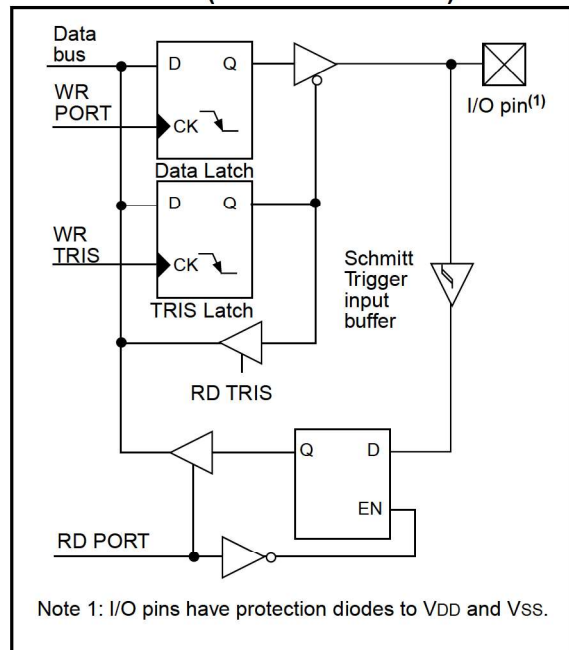 Data
bus
D Q
WR
PORT
CK
I/O pin(1)
Data Latch
D Q
WR
TRIS
CK
TRIS Latch
Schmitt
Trigger
input
buffer
RD TRIS
Q D
EN
RD PORT
Note 1: I/O pins have protection diodes to VDD and VSS.